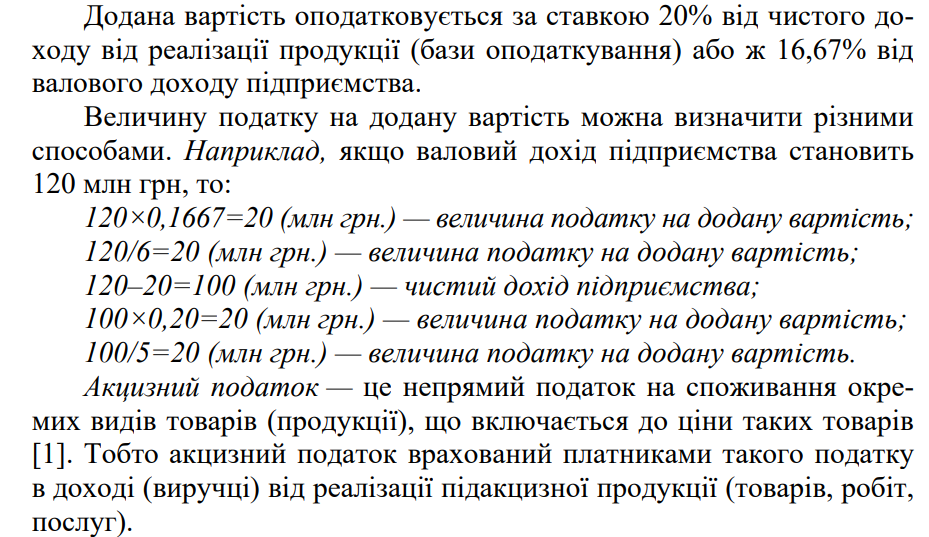 Додана вартість оподатковується за ставкою 20% від чистого до-
ходу від реалізації продукції (бази оподаткування) або ж 16,67% від
валового доходу підприємства.
Величину податку на додану вартість можна визначити різними
способами. Наприклад, якщо валовий дохід підприємства становить
120 млн грн, то:
120×0,1667=20 (млн грн.) — величина податку на додану вартість;
120/6=20 (млн грн.) — величина податку на додану вартість;
120–20=100 (млн грн.) — чистий дохід підприємства;
100×0,20=20 (млн грн.) — величина податку на додану вартість;
100/5=20 (млн грн.) — величина податку на додану вартість.
Акцизний податок — це непрямий податок на споживання окре-
мих видів товарів (продукції), що включається до ціни таких товарів
[1]. Тобто акцизний податок врахований платниками такого податку
в доході (виручці) від реалізації підакцизної продукції (товарів, робіт,
послуг).